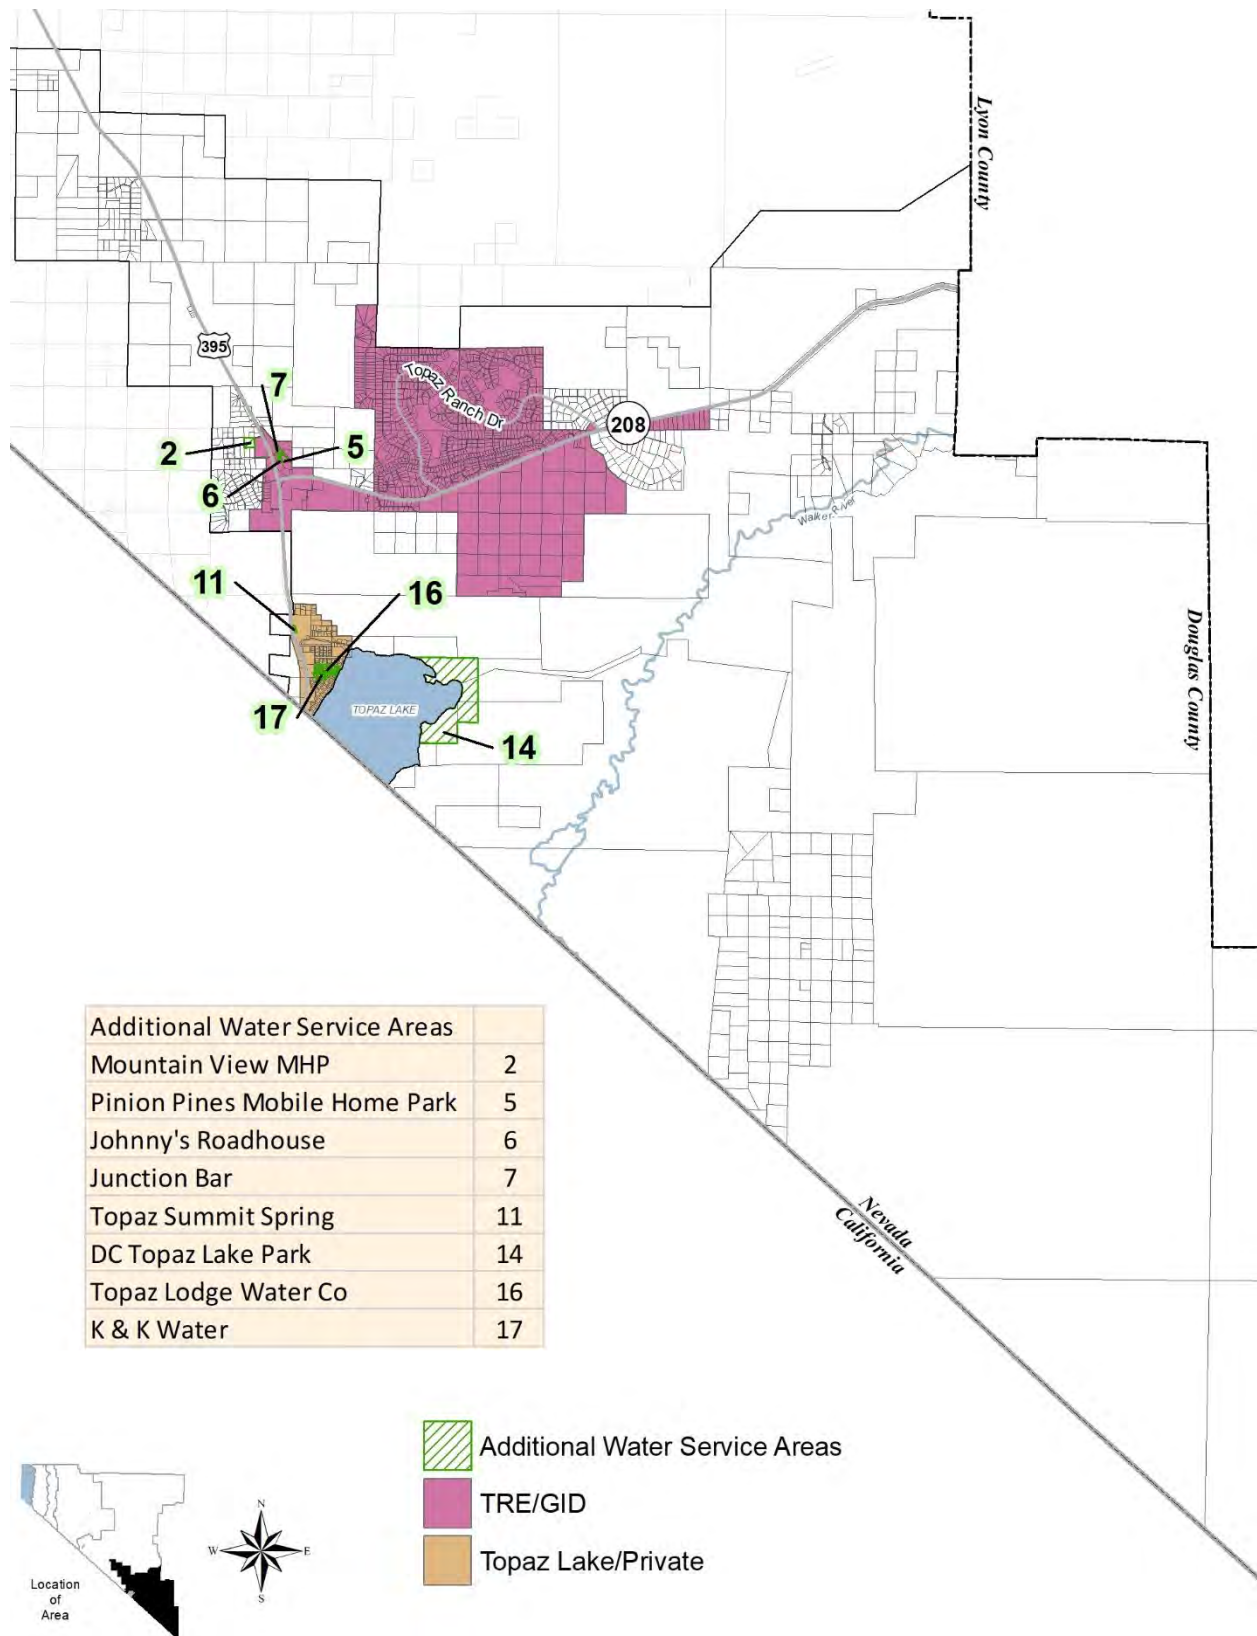 Lyon County
395
Topaz Ranch Dr
7
208
2
5
6
Walker River
11
16
Douglas County
TOPAZ LAKE
17
14
Additional Water Service Areas
Mountain View MHP 2
Pinion Pines Mobile Home Park 5
Johnny's Roadhouse 6
Junction Bar 7
Topaz Summit Spring 11
DC Topaz Lake Park 14
Topaz Lodge Water Co 16
K & K Water 17
Nevada
California
Additional Water Service Areas
TRE/GID
Topaz Lake/Private
N
W E
S
Location
of
Area